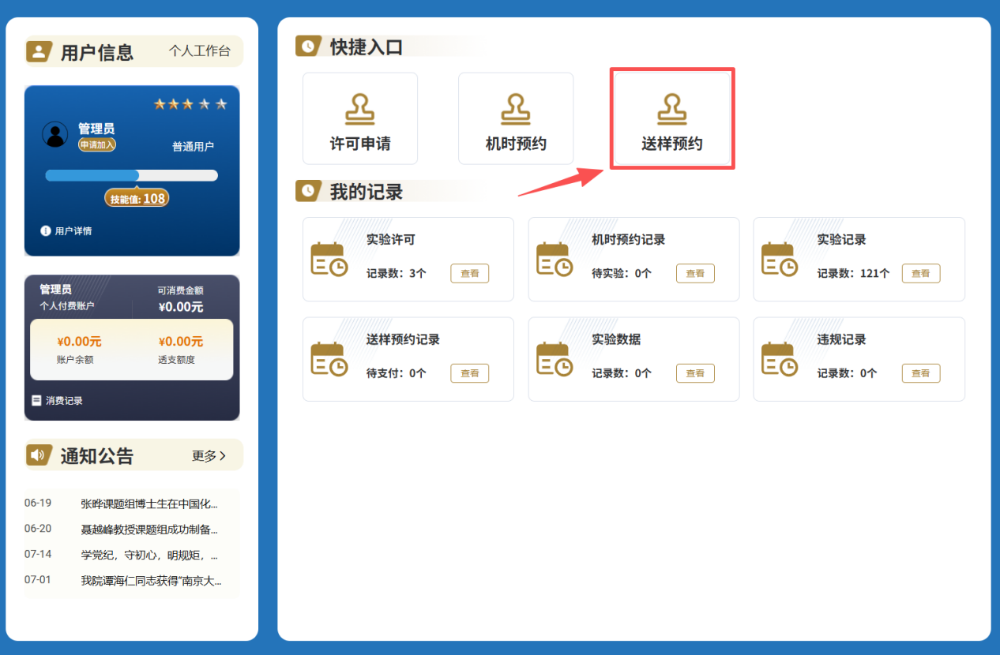 用户信息
个人工作台
管理员
申请加入
普通用户
技能值: 108
用户详情
管理员
个人付费账户
可消费金额
¥0.00元
¥0.00元
账户余额
¥0.00元
透支额度
消费记录
通知公告
更多
06-19 张晔课题组博士生在中国化...
06-20 聂越峰教授课题组成功制备...
07-14 学党纪，守初心，明规矩，...
07-01 我院谭海仁同志获得“南京大...
快捷入口
许可申请
机时预约
送样预约
我的记录
实验许可
记录数：3个 查看
机时预约记录
待实验：0个 查看
实验记录
记录数：121个 查看
送样预约记录
待支付：0个 查看
实验数据
记录数：0个 查看
违规记录
记录数：0个 查看